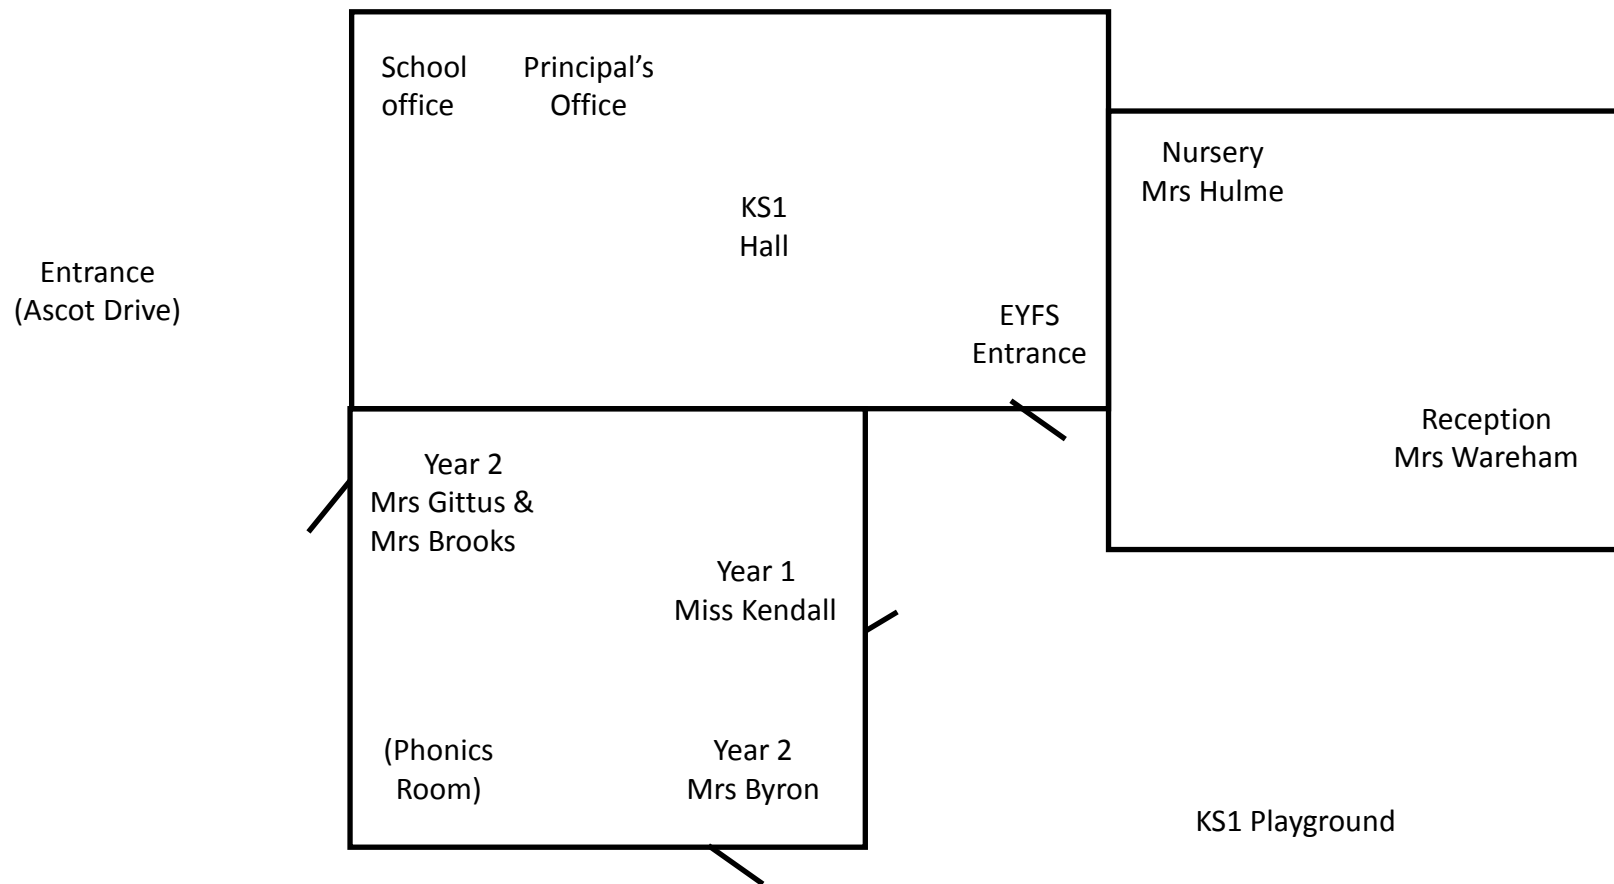 School
office
Principal’s
Office
Nursery
Mrs Hulme
KS1
Hall
Entrance
(Ascot Drive)
EYFS
Entrance
Reception
Mrs Wareham
Year 2
Mrs Gittus &
Mrs Brooks
Year 1
Miss Kendall
(Phonics
Room)
Year 2
Mrs Byron
KS1 Playground